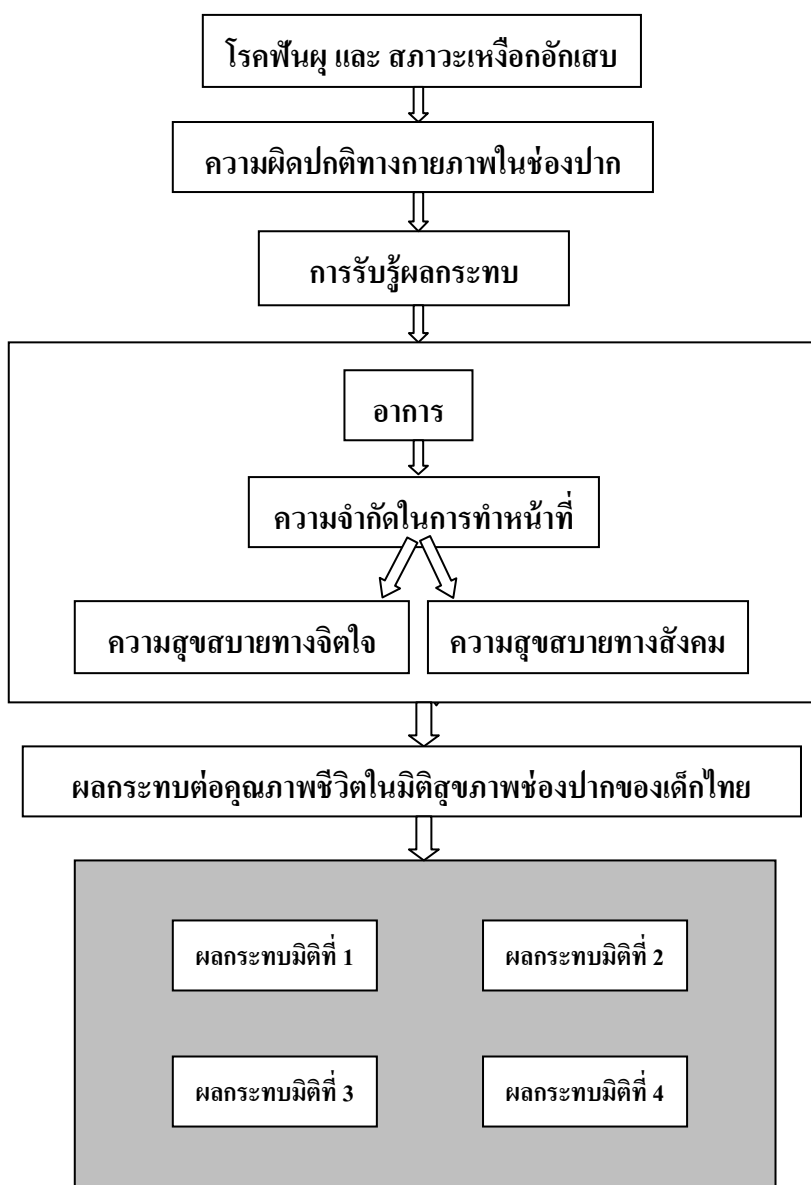 โรคฟันผุ และ สภาวะเหงือกอักเสบ
ความผิดปกติทางกายภาพในช่องปาก
การรับรู้ผลกระทบ
อาการ
ความจำกัดในการทำหน้าที่
ความสุขสบายทางจิตใจ
ความสุขสบายทางสังคม
ผลกระทบต่อคุณภาพชีวิตในมิติสุขภาพช่องปากของเด็กไทย
ผลกระทบมิติที่ 1
ผลกระทบมิติที่ 2
ผลกระทบมิติที่ 3
ผลกระทบมิติที่ 4